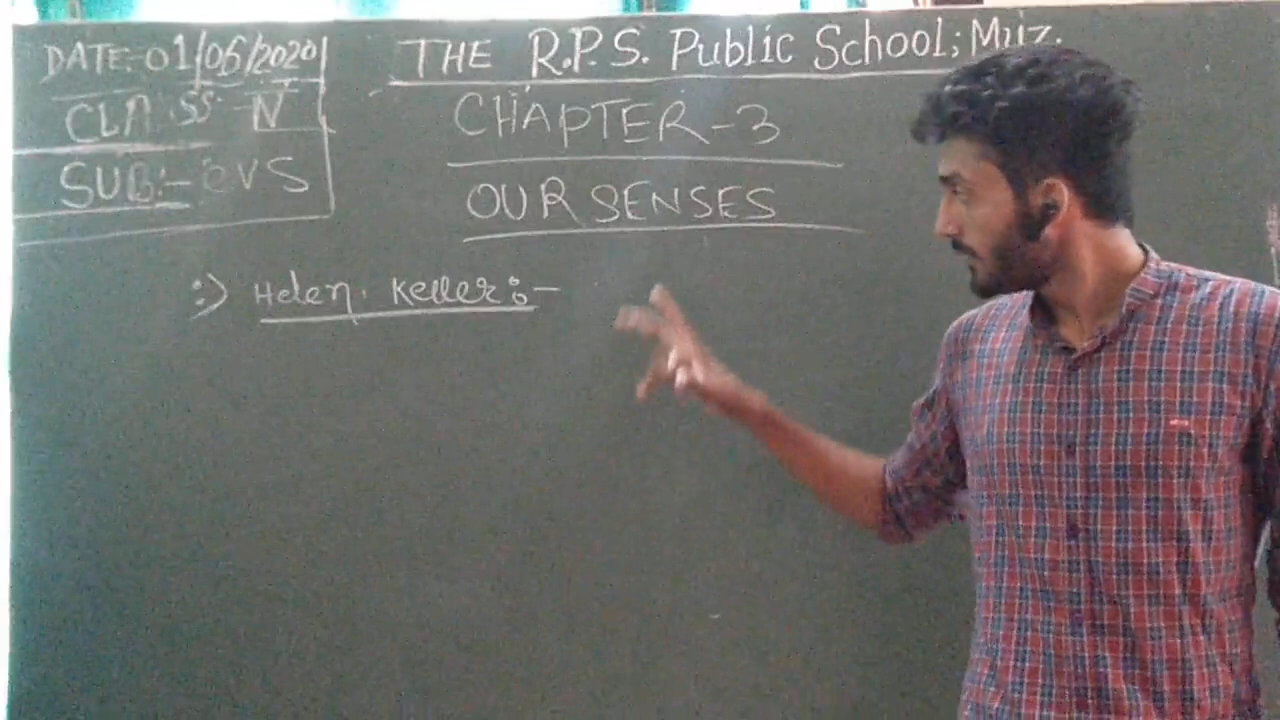 DATE:-01/06/2020
THE R.P.S. Public School; Muz.
CLASS-IV
CHAPTER-3
SUB:-EVS
OUR SENSES
:) Helen. Keller:-